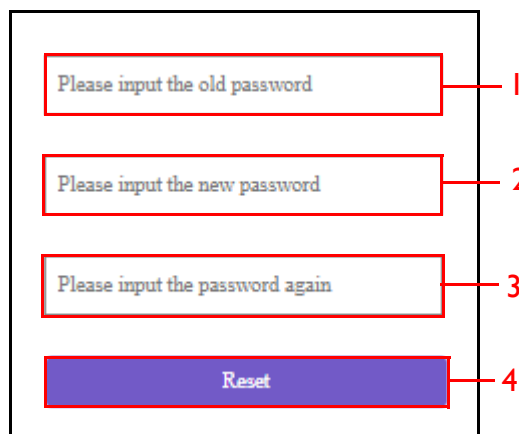 Please input the old password 1
Please input the new password 2
Please input the password again 3
Reset 4